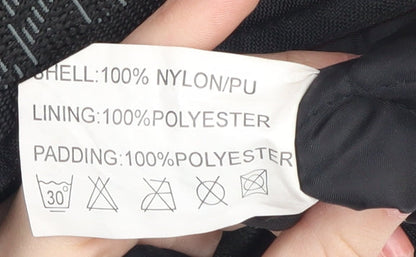 SHELL:100% NYLON/PU
LINING:100%POLYESTER
PADDING:100%POLYESTER
30°